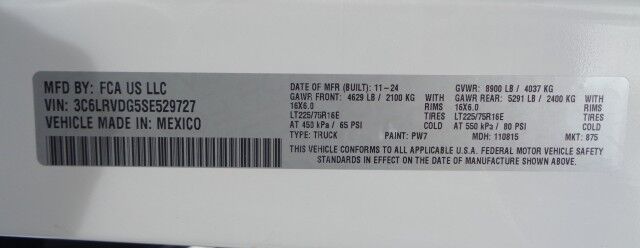 MFD BY: FCA US LLC
VIN: 3C6LRVDG5SE529727
VEHICLE MADE IN: MEXICO
DATE OF MFR (BUILT): 11-24 GVWR: 8900 LB / 4037 KG
GAWR FRONT: 4629 LB / 2100 KG WITH GAWR REAR: 5291 LB / 2400 KG WITH
16X6.0 RIMS 16X6.0 RIMS
LT225/75R16E TIRES LT225/75R16E TIRES
AT 450 kPa / 65 PSI COLD AT 550 kPa / 80 PSI COLD
TYPE: TRUCK PAINT: PW7 MDH: 110815 MKT: 875
THIS VEHICLE CONFORMS TO ALL APPLICABLE U.S.A. FEDERAL MOTOR VEHICLE SAFETY
STANDARDS IN EFFECT ON THE DATE OF MANUFACTURE SHOWN ABOVE.